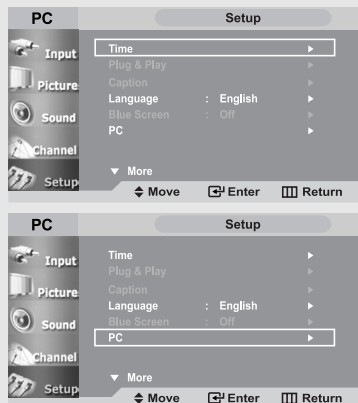 PC Setup
Input
Picture
Sound
Channel
Setup
Time
Plug & Play
Caption
Language : English
Blue Screen : Off
PC
More
Move Enter Return
PC Setup
Input
Picture
Sound
Channel
Setup
Time
Plug & Play
Caption
Language : English
Blue Screen : Off
PC
More
Move Enter Return